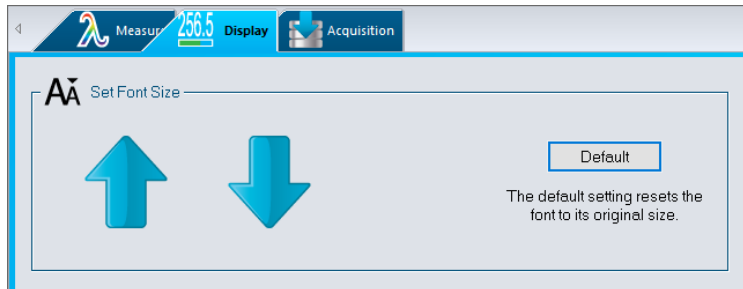 Measur
256.5
Display
Acquisition
Set Font Size
Default
The default setting resets the
font to its original size.